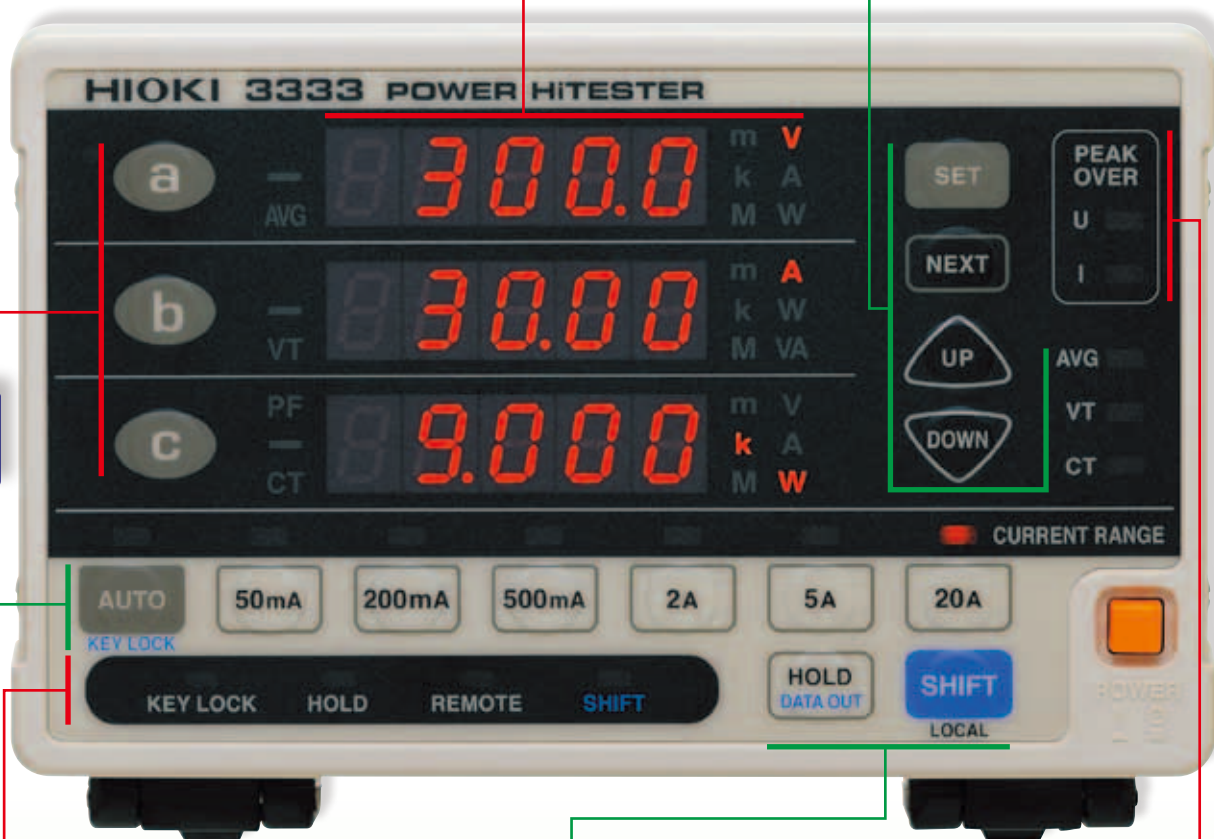 HIOKI 3333 POWER HiTESTER
a AVG 300.0 m k M V A W
b VT 30.00 m k M A W VA
c PF CT 9.000 m k M V A W
SET
NEXT
UP
DOWN
PEAK OVER
U
I
AVG
VT
CT
CURRENT RANGE
AUTO 50mA 200mA 500mA 2A 5A 20A
KEY LOCK
KEY LOCK HOLD REMOTE SHIFT
HOLD
DATA OUT
SHIFT
LOCAL
POWER